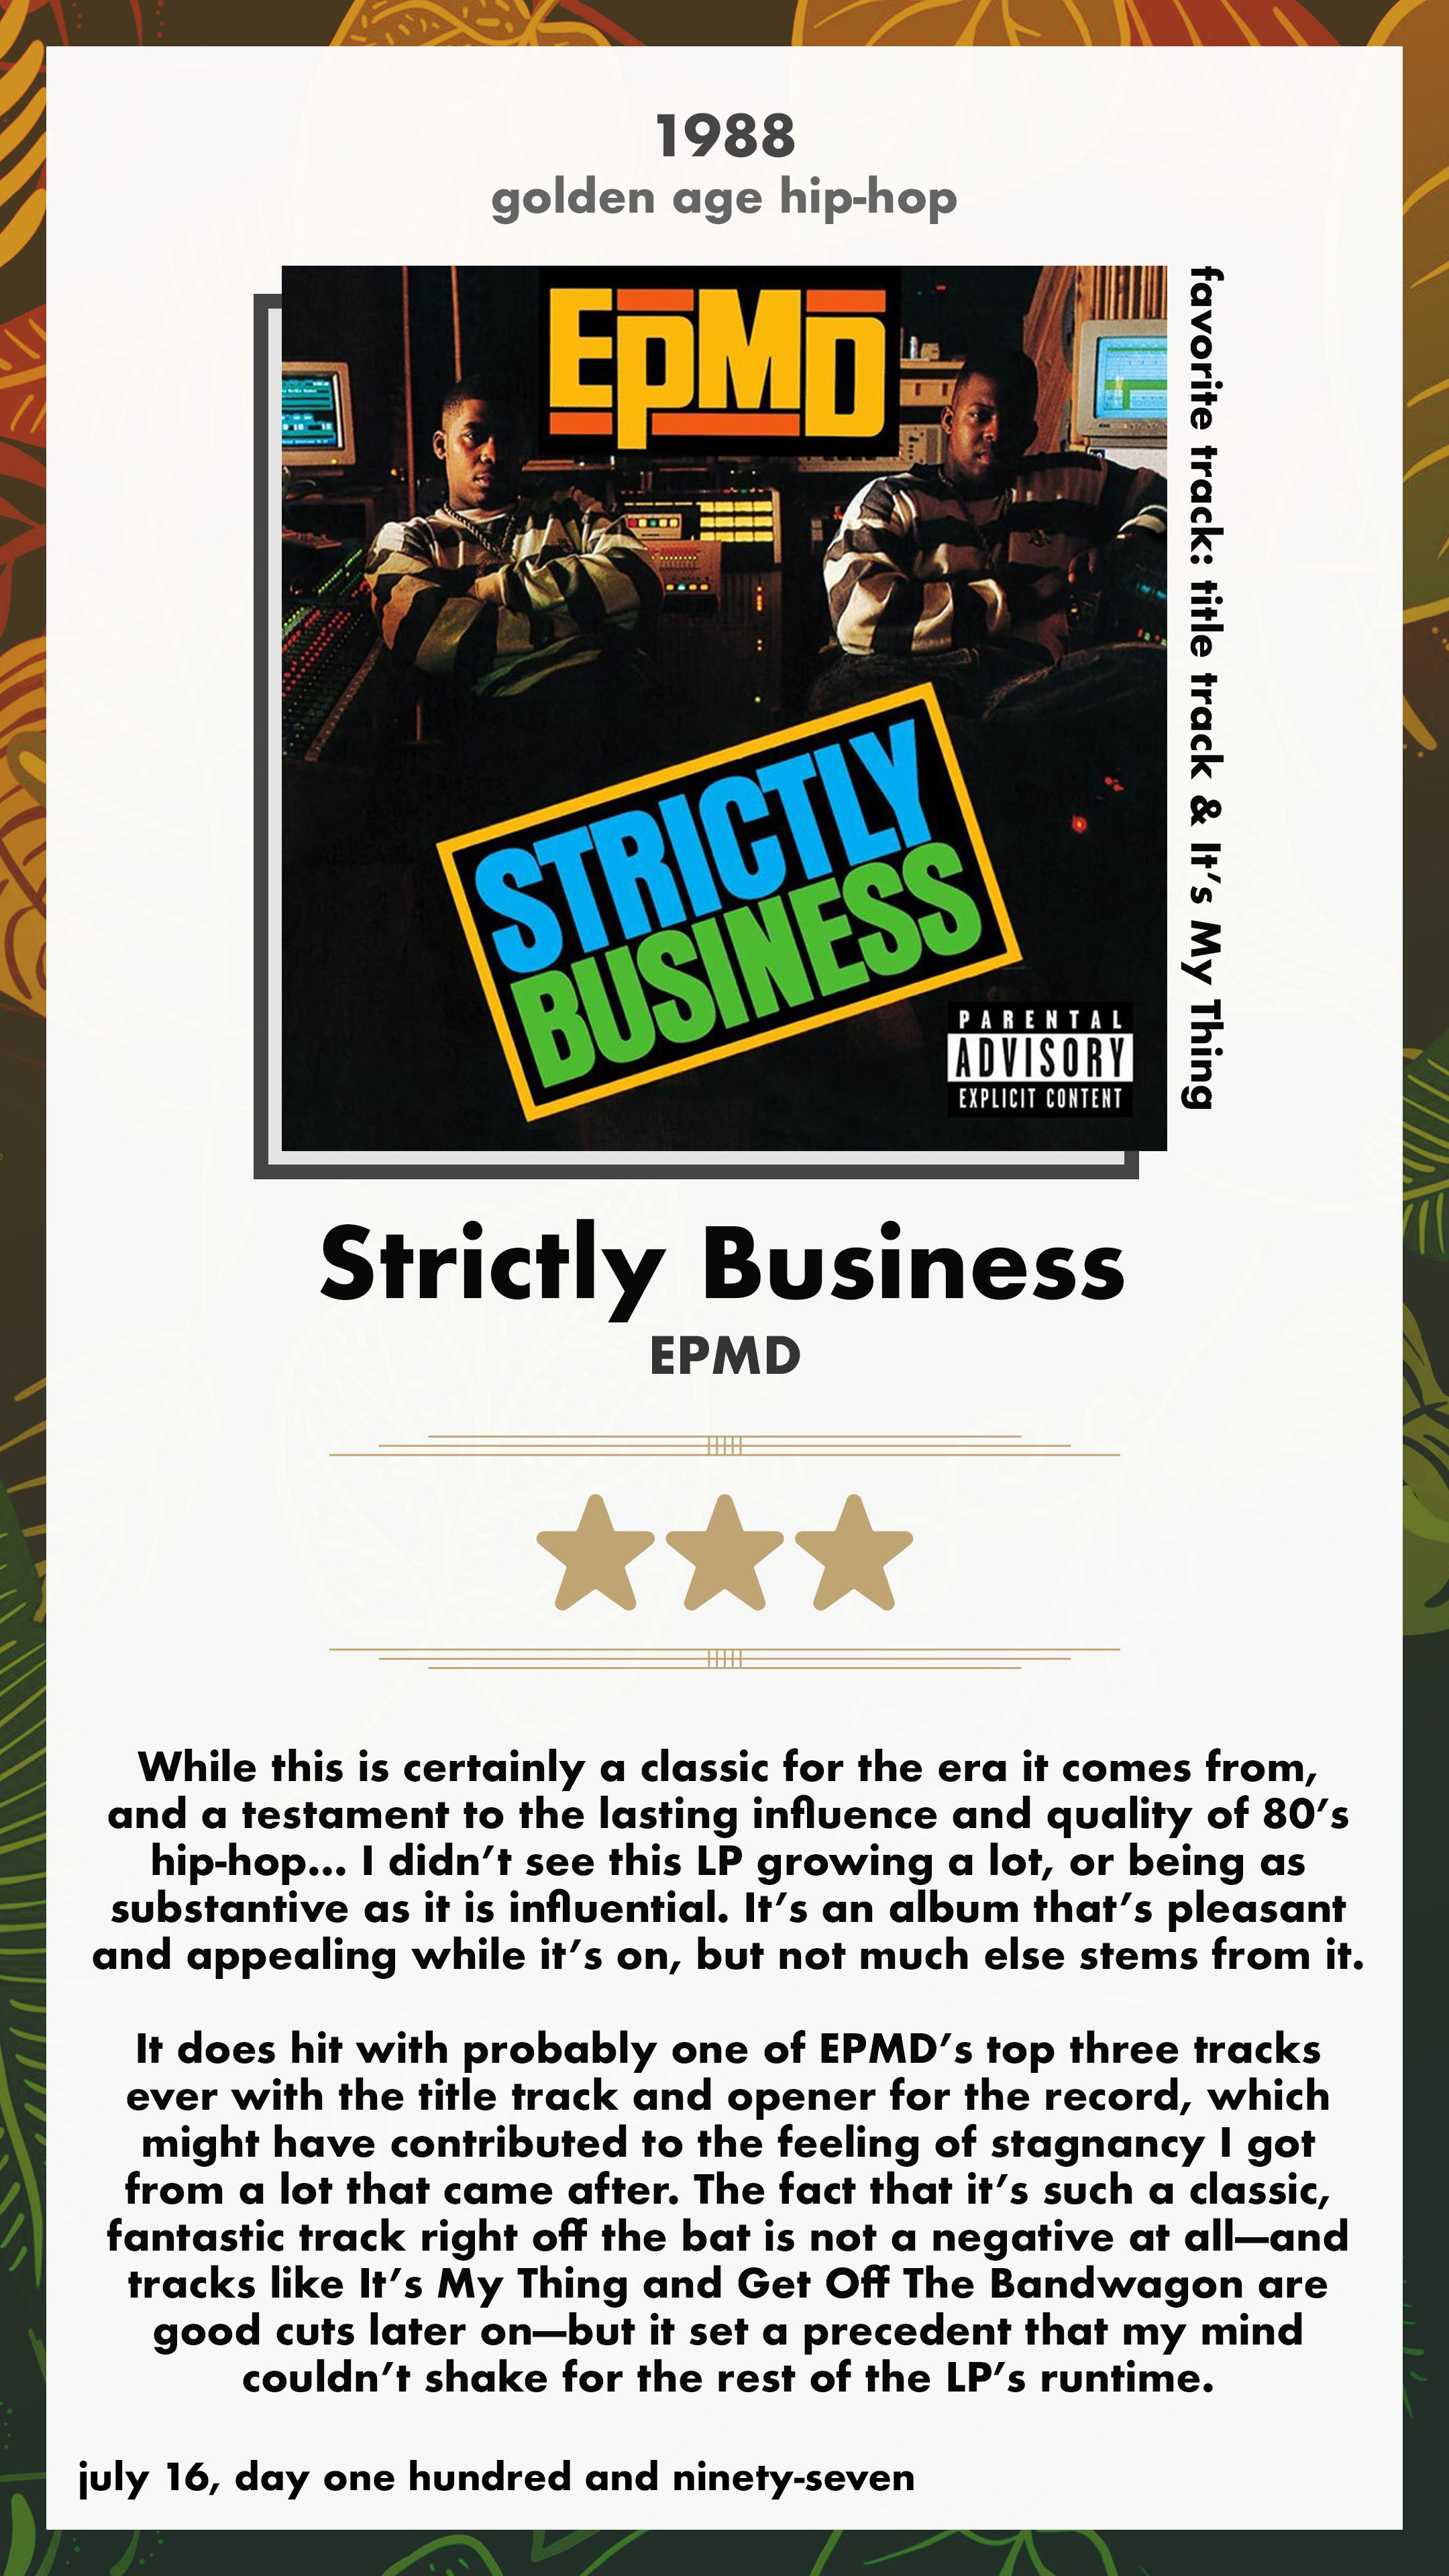 1988
golden age hip-hop
EPMD
STRICTLY
BUSINESS
PARENTAL
ADVISORY
EXPLICIT CONTENT
favorite track: title track & It’s My Thing
Strictly Business
EPMD
While this is certainly a classic for the era it comes from,
and a testament to the lasting influence and quality of 80’s
hip-hop... I didn’t see this LP growing a lot, or being as
substantive as it is influential. It’s an album that’s pleasant
and appealing while it’s on, but not much else stems from it.
It does hit with probably one of EPMD’s top three tracks
ever with the title track and opener for the record, which
might have contributed to the feeling of stagnancy I got
from a lot that came after. The fact that it’s such a classic,
fantastic track right off the bat is not a negative at all—and
tracks like It’s My Thing and Get Off The Bandwagon are
good cuts later on—but it set a precedent that my mind
couldn’t shake for the rest of the LP’s runtime.
july 16, day one hundred and ninety-seven